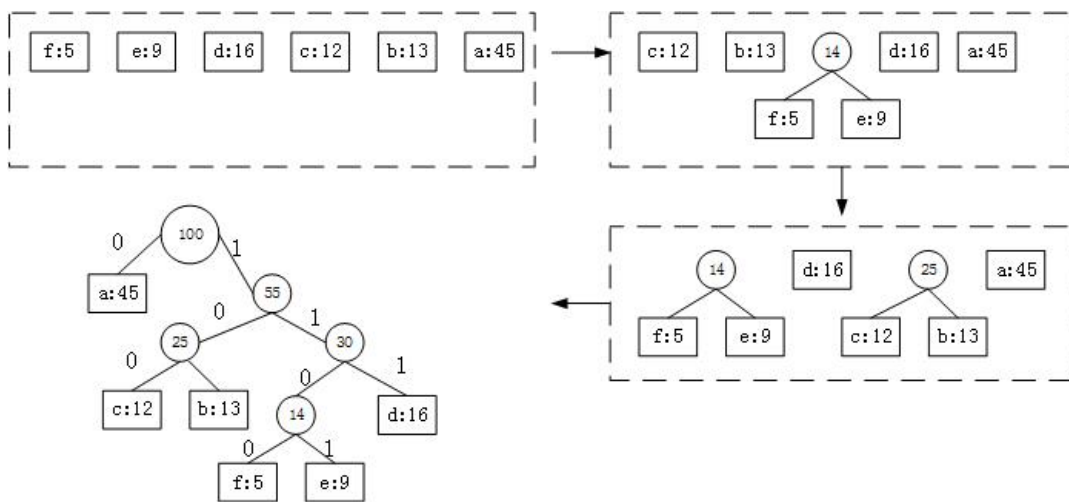 f:5 e:9 d:16 c:12 b:13 a:45
c:12 b:13 14 d:16 a:45
f:5 e:9
14 d:16 25 a:45
f:5 e:9 c:12 b:13
0 100 1
a:45 55
0 1
25 30
0 0 1
c:12 b:13 14 d:16
0 1
f:5 e:9